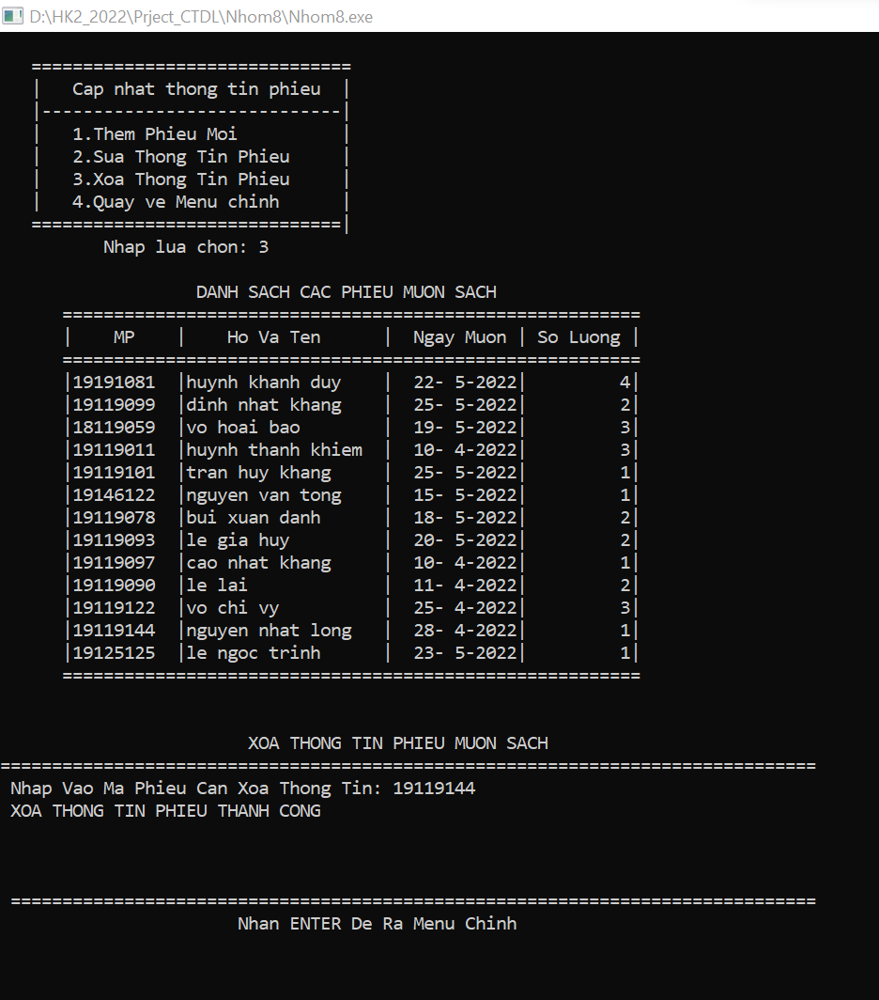 D:\HK2_2022\Prject_CTDL\Nhom8\Nhom8.exe
===============================
|   Cap nhat thong tin phieu  |
|-----------------------------|
|   1.Them Phieu Moi          |
|   2.Sua Thong Tin Phieu     |
|   3.Xoa Thong Tin Phieu     |
|   4.Quay ve Menu chinh      |
==============================|
Nhap lua chon: 3
DANH SACH CAC PHIEU MUON SACH
========================================================
|    MP    |    Ho Va Ten      |  Ngay Muon | So Luong |
========================================================
|19191081  |huynh khanh duy    |  22- 5-2022|         4|
|19119099  |dinh nhat khang    |  25- 5-2022|         2|
|18119059  |vo hoai bao        |  19- 5-2022|         3|
|19119011  |huynh thanh khiem  |  10- 4-2022|         3|
|19119101  |tran huy khang     |  25- 5-2022|         1|
|19146122  |nguyen van tong    |  15- 5-2022|         1|
|19119078  |bui xuan danh      |  18- 5-2022|         2|
|19119093  |le gia huy         |  20- 5-2022|         2|
|19119097  |cao nhat khang     |  10- 4-2022|         1|
|19119090  |le lai             |  11- 4-2022|         2|
|19119122  |vo chi vy          |  25- 4-2022|         3|
|19119144  |nguyen nhat long   |  28- 4-2022|         1|
|19125125  |le ngoc trinh      |  23- 5-2022|         1|
========================================================
XOA THONG TIN PHIEU MUON SACH
===============================================================================
Nhap Vao Ma Phieu Can Xoa Thong Tin: 19119144
XOA THONG TIN PHIEU THANH CONG
==============================================================================
Nhan ENTER De Ra Menu Chinh